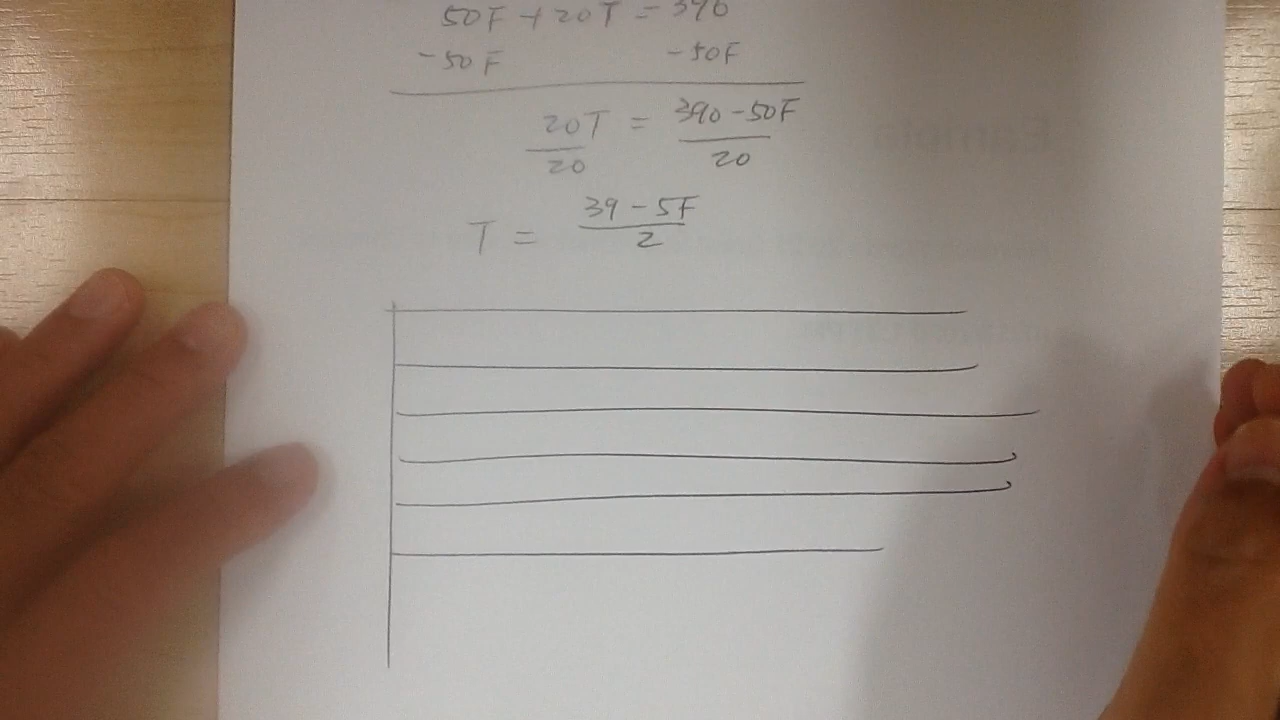 50F + 20T = 390
-50F -50F
20T = 390-50F
20 20
T = 39-5F
2